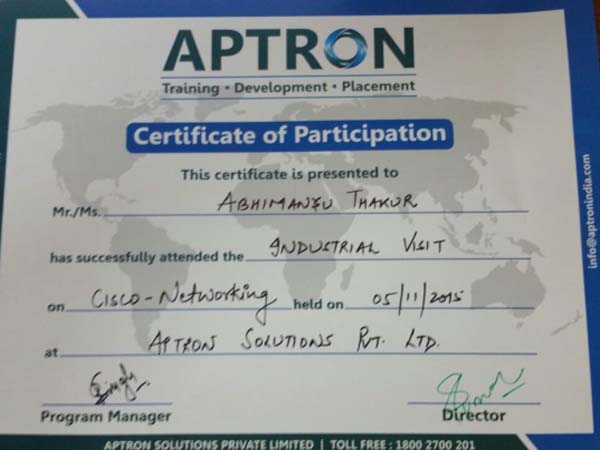 APTRON
Training • Development • Placement
Certificate of Participation
This certificate is presented to
Mr./Ms. ABHIMANYU THAKUR
has successfully attended the INDUSTRIAL VISIT
on CISCO-Networking held on 05/11/2015
at APTRON SOLUTIONS PVT. LTD.
Program Manager Director
APTRON SOLUTIONS PRIVATE LIMITED | TOLL FREE : 1800 2700 201
info@aptronindia.com